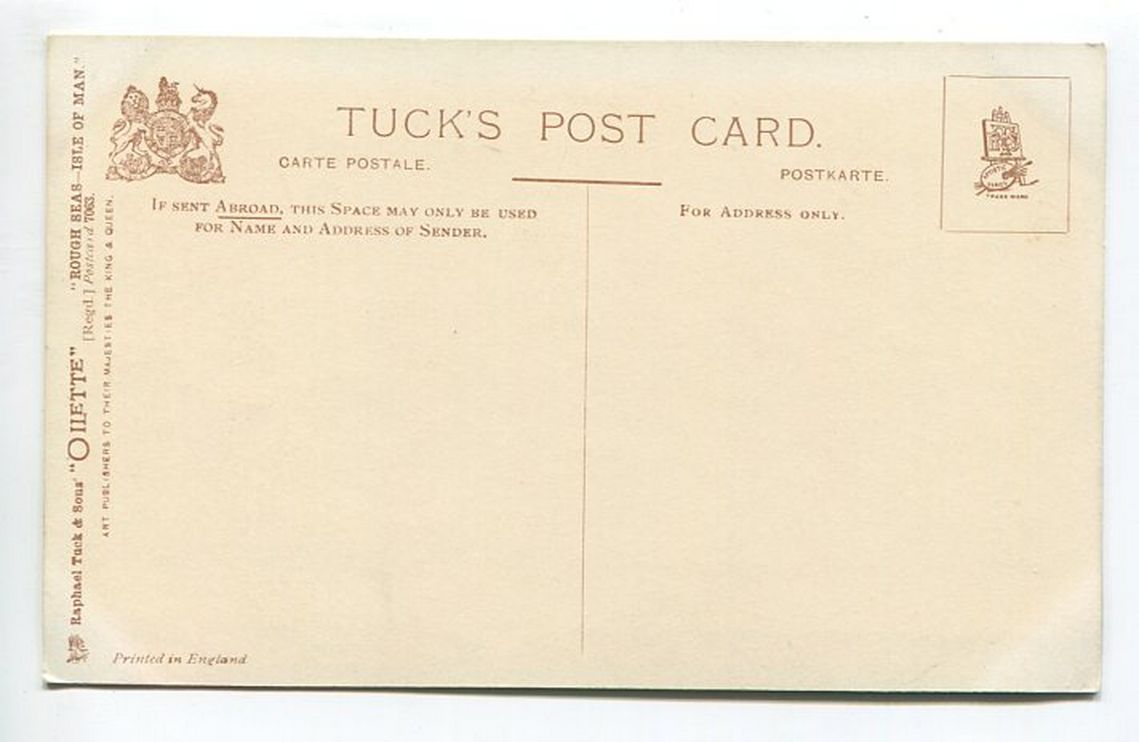 TUCK'S POST CARD.
CARTE POSTALE.
POSTKARTE.
IF SENT ABROAD, THIS SPACE MAY ONLY BE USED
FOR NAME AND ADDRESS OF SENDER.
FOR ADDRESS ONLY.
TRADE MARK
Raphael Tuck & Sons' "OILETTE" "ROUGH SEAS—ISLE OF MAN."
[Regd.] Postcard 7063.
ART PUBLISHERS TO THEIR MAJESTIES THE KING & QUEEN.
Printed in England